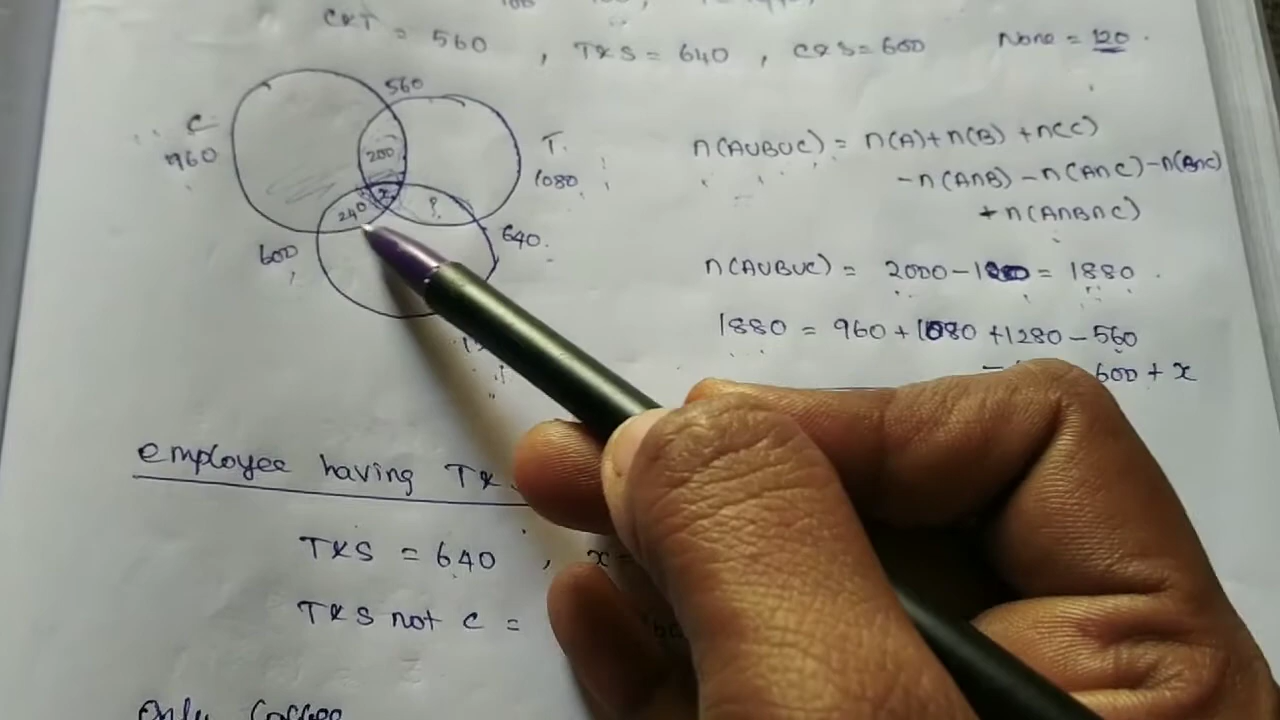 C&T = 560 , T&S = 640 , C&S = 600 None = 120 .
560
C
960
200
T.
1080
x
240
?
600
640.
n(AUBUC) = n(A)+n(B) +n(C)
-n(A∩B) -n(A∩C) -n(B∩C)
+ n(A∩B∩C)
n(AUBUC) = 2000 - 120 = 1880 .
1880 = 960 + 1080 + 1280 - 560
- 600 + x
employee having T&
T&S = 640 , x
T&S not C =
Only Coffee